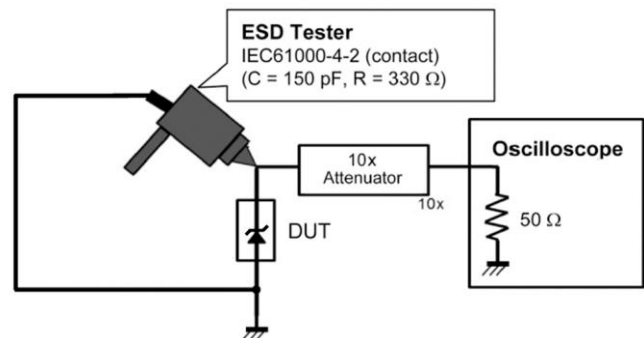 ESD Tester
IEC61000-4-2 (contact)
(C = 150 pF, R = 330 Ω)
Oscilloscope
10x
Attenuator
10x
50 Ω
DUT